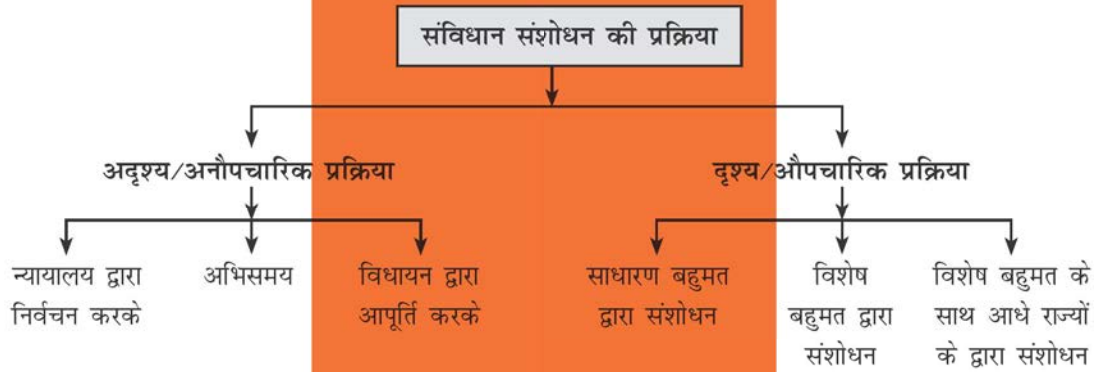 संविधान संशोधन की प्रक्रिया
अदृश्य/अनौपचारिक प्रक्रिया
दृश्य/औपचारिक प्रक्रिया
न्यायालय द्वारा
निर्वचन करके
अभिसमय
विधायन द्वारा
आपूर्ति करके
साधारण बहुमत
द्वारा संशोधन
विशेष
बहुमत द्वारा
संशोधन
विशेष बहुमत के
साथ आधे राज्यों
के द्वारा संशोधन